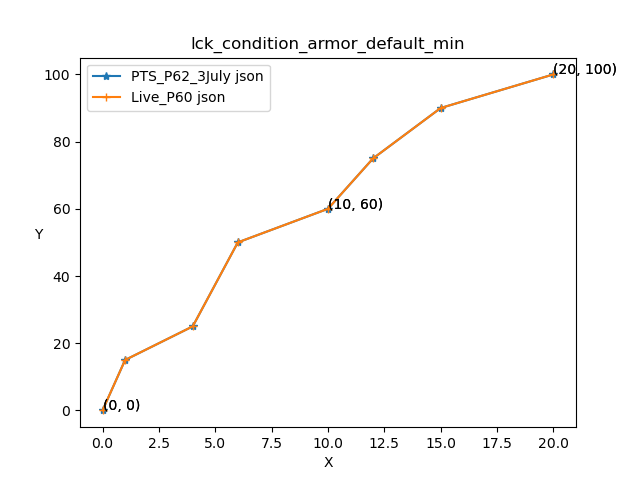 lck_condition_armor_default_min
PTS_P62_3July json
Live_P60 json
(20, 100)
(10, 60)
(0, 0)
100
80
60
40
20
0
Y
0.0 2.5 5.0 7.5 10.0 12.5 15.0 17.5 20.0
X